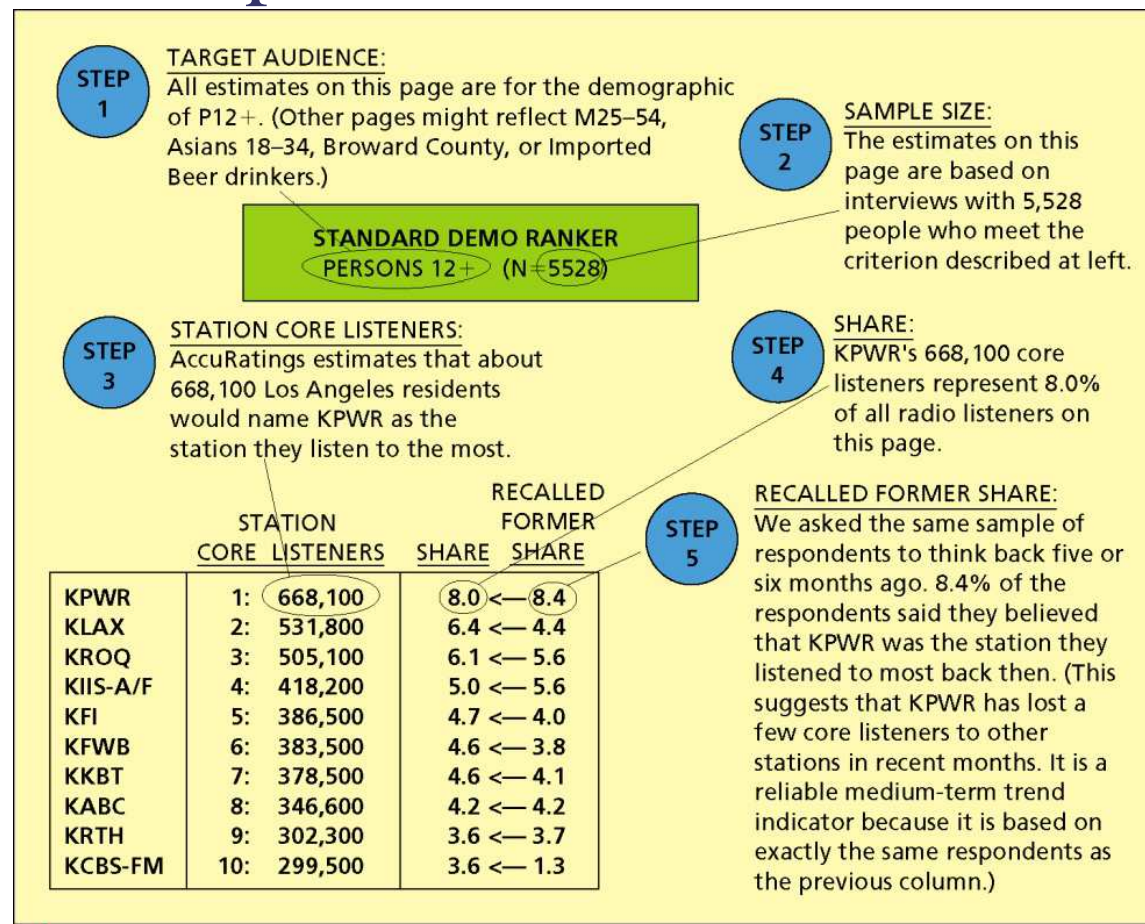 STEP
1
TARGET AUDIENCE:
All estimates on this page are for the demographic
of P12+. (Other pages might reflect M25–54,
Asians 18–34, Broward County, or Imported
Beer drinkers.)
STEP
2
SAMPLE SIZE:
The estimates on this
page are based on
interviews with 5,528
people who meet the
criterion described at left.
STANDARD DEMO RANKER
PERSONS 12+ (N=5528)
STEP
3
STATION CORE LISTENERS:
AccuRatings estimates that about
668,100 Los Angeles residents
would name KPWR as the
station they listen to the most.
STEP
4
SHARE:
KPWR's 668,100 core
listeners represent 8.0%
of all radio listeners on
this page.
STEP
5
RECALLED FORMER SHARE:
We asked the same sample of
respondents to think back five or
six months ago. 8.4% of the
respondents said they believed
that KPWR was the station they
listened to most back then. (This
suggests that KPWR has lost a
few core listeners to other
stations in recent months. It is a
reliable medium-term trend
indicator because it is based on
exactly the same respondents as
the previous column.)
RECALLED
STATION FORMER
CORE LISTENERS SHARE SHARE
KPWR 1: 668,100 8.0 <— 8.4
KLAX 2: 531,800 6.4 <— 4.4
KROQ 3: 505,100 6.1 <— 5.6
KIIS-A/F 4: 418,200 5.0 <— 5.6
KFI 5: 386,500 4.7 <— 4.0
KFWB 6: 383,500 4.6 <— 3.8
KKBT 7: 378,500 4.6 <— 4.1
KABC 8: 346,600 4.2 <— 4.2
KRTH 9: 302,300 3.6 <— 3.7
KCBS-FM 10: 299,500 3.6 <— 1.3